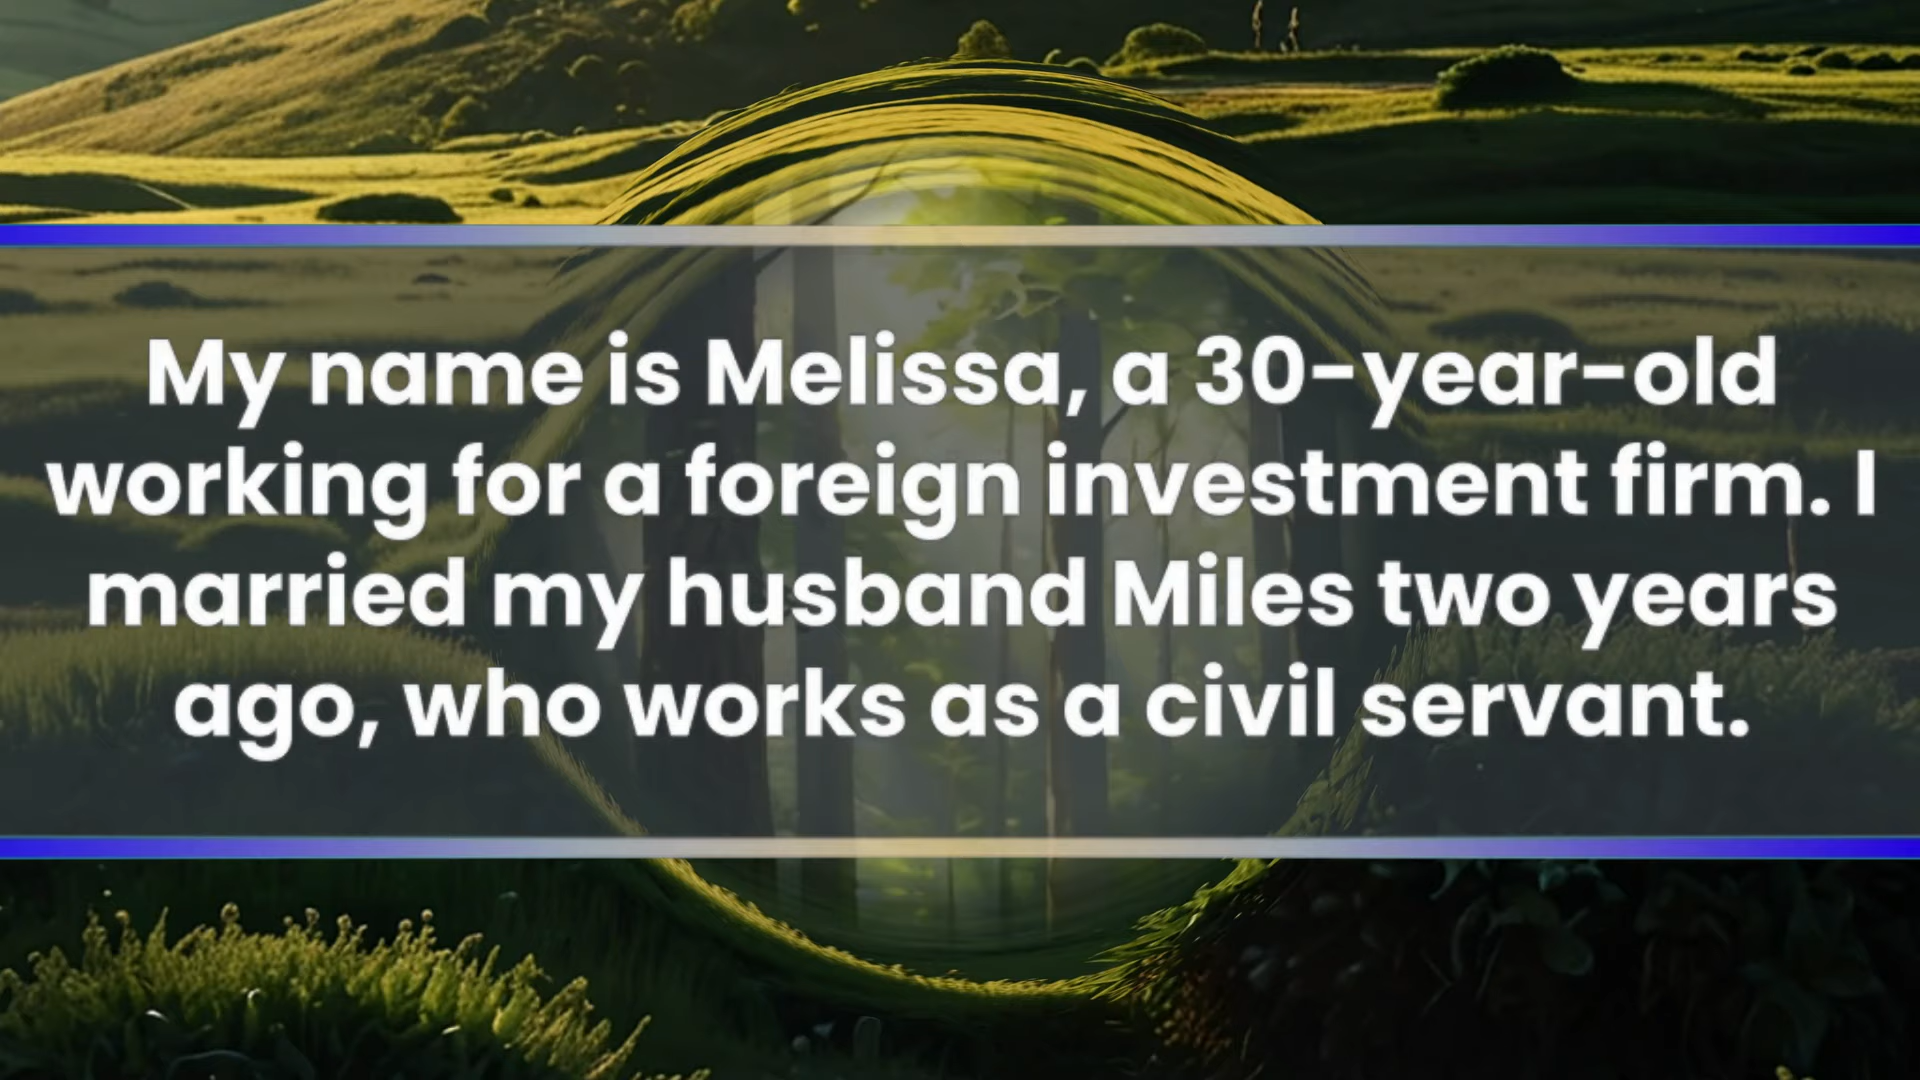 My name is Melissa, a 30-year-old
working for a foreign investment firm. I
married my husband Miles two years
ago, who works as a civil servant.